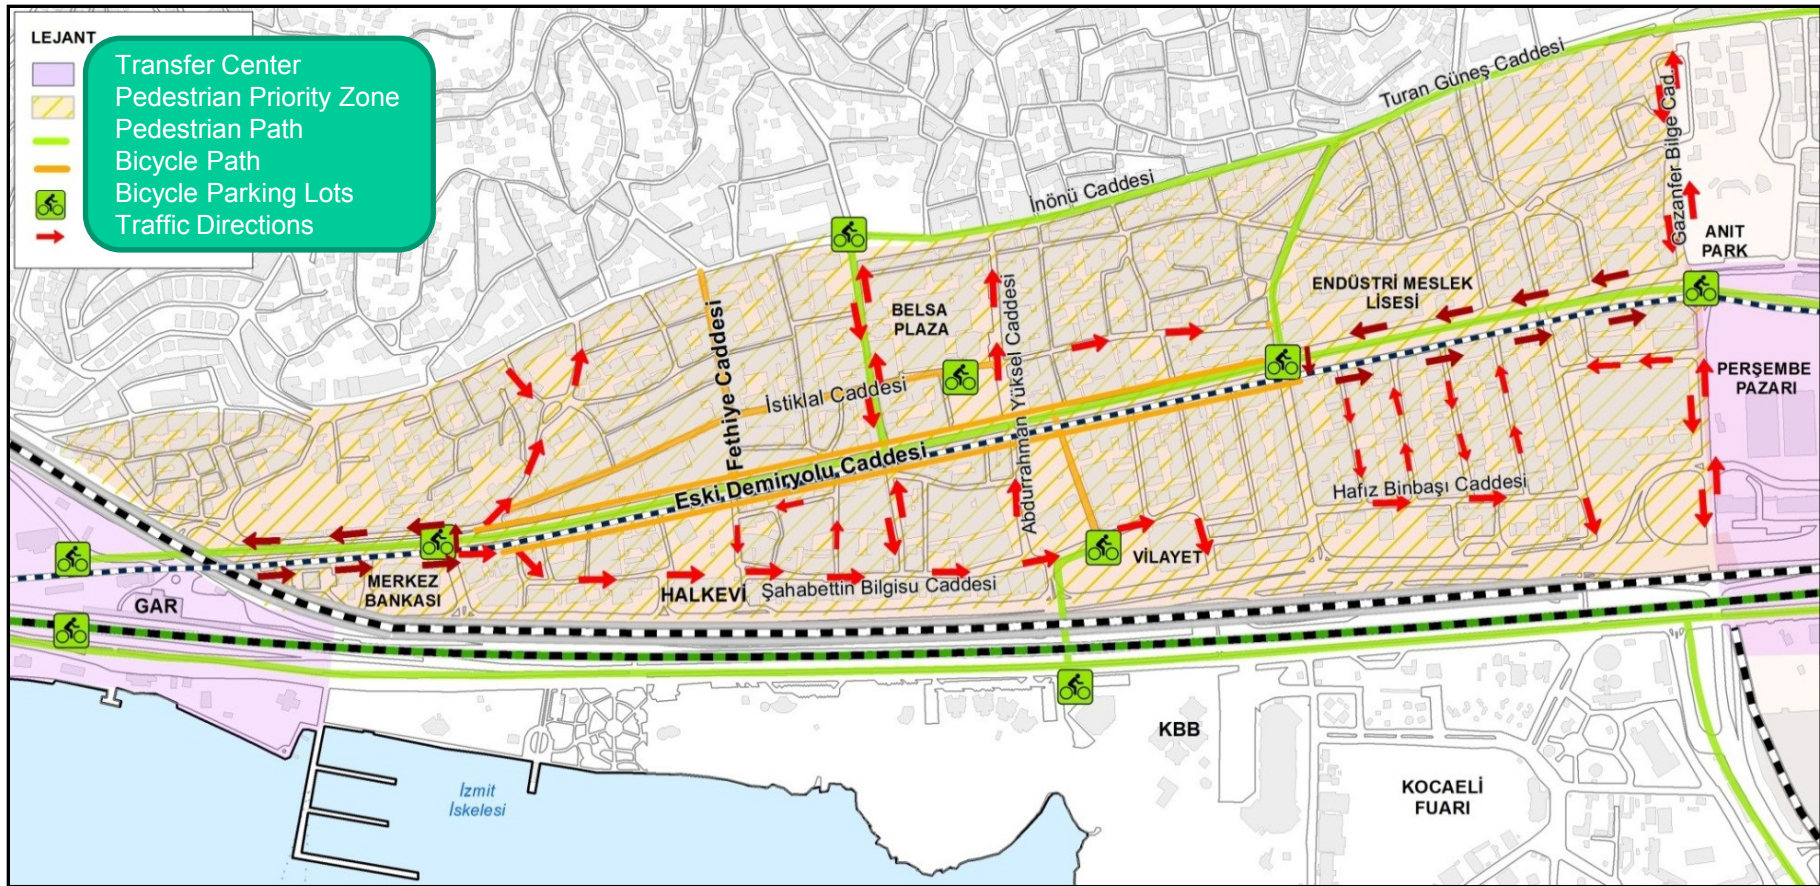 LEJANT
Transfer Center
Pedestrian Priority Zone
Pedestrian Path
Bicycle Path
Bicycle Parking Lots
Traffic Directions
Turan Güneş Caddesi
Gazanfer Bilge Cad.
İnönü Caddesi
ANIT
PARK
ENDÜSTRİ MESLEK
LİSESİ
BELSA
PLAZA
Fethiye Caddesi
Abdurrahman Yüksel Caddesi
İstiklal Caddesi
PERŞEMBE
PAZARI
Eski Demiryolu Caddesi
Hafız Binbaşı Caddesi
VİLAYET
MERKEZ
BANKASI
HALKEVİ
Şahabettin Bilgisu Caddesi
GAR
KBB
KOCAELİ
FUARI
İzmit
İskelesi